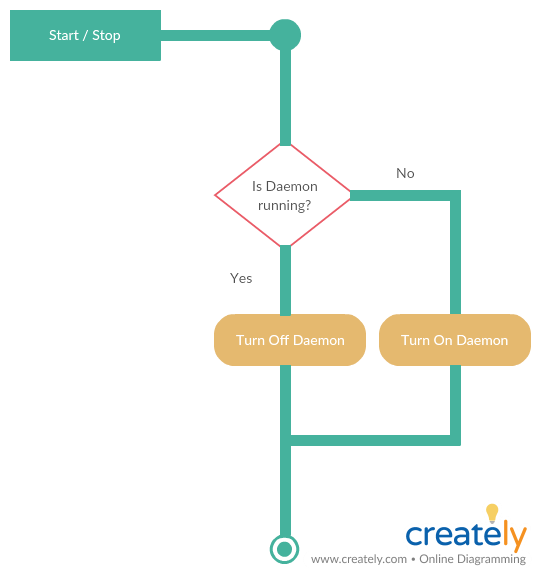 Start / Stop
Is Daemon
running?
No
Yes
Turn Off Daemon
Turn On Daemon
creately
www.creately.com • Online Diagramming